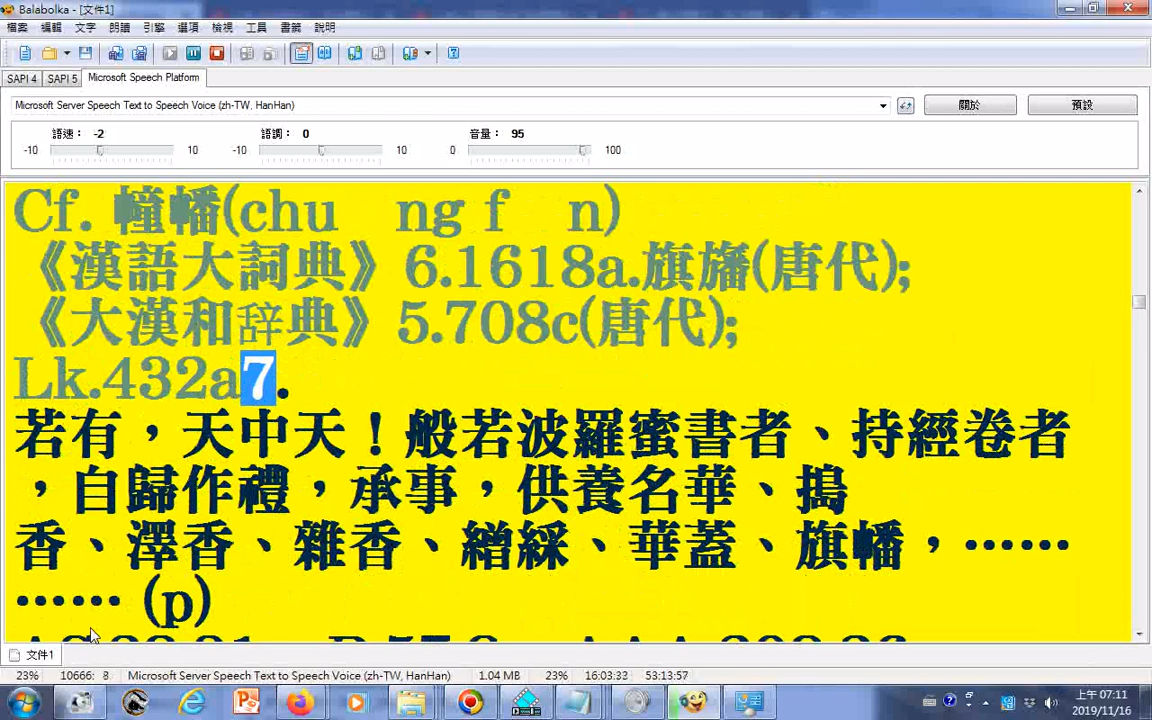 Balabolka - [文件1]
檔案 編輯 文字 朗讀 引擎 選項 檢視 工具 書籤 說明
SAPI 4 SAPI 5 Microsoft Speech Platform
Microsoft Server Speech Text to Speech Voice (zh-TW, HanHan)
關於 預設
語速： -2 語調： 0 音量： 95
-10 10 -10 10 0 100
Cf. 幢幡(chu ng f n)
《漢語大詞典》 6.1618a.旗旛(唐代);
《大漢和辞典》 5.708c(唐代);
Lk.432a7.
若有，天中天！般若波羅蜜書者、持經卷者
，自歸作禮，承事，供養名華、搗
香、澤香、雜香、繒綵、華蓋、旗幡，⋯⋯
⋯⋯ (p)
文件1
23% 10666: 8 Microsoft Server Speech Text to Speech Voice (zh-TW, HanHan) 1.04 MB 23% 16:03:33 53:13:57
上午 07:11
2019/11/16